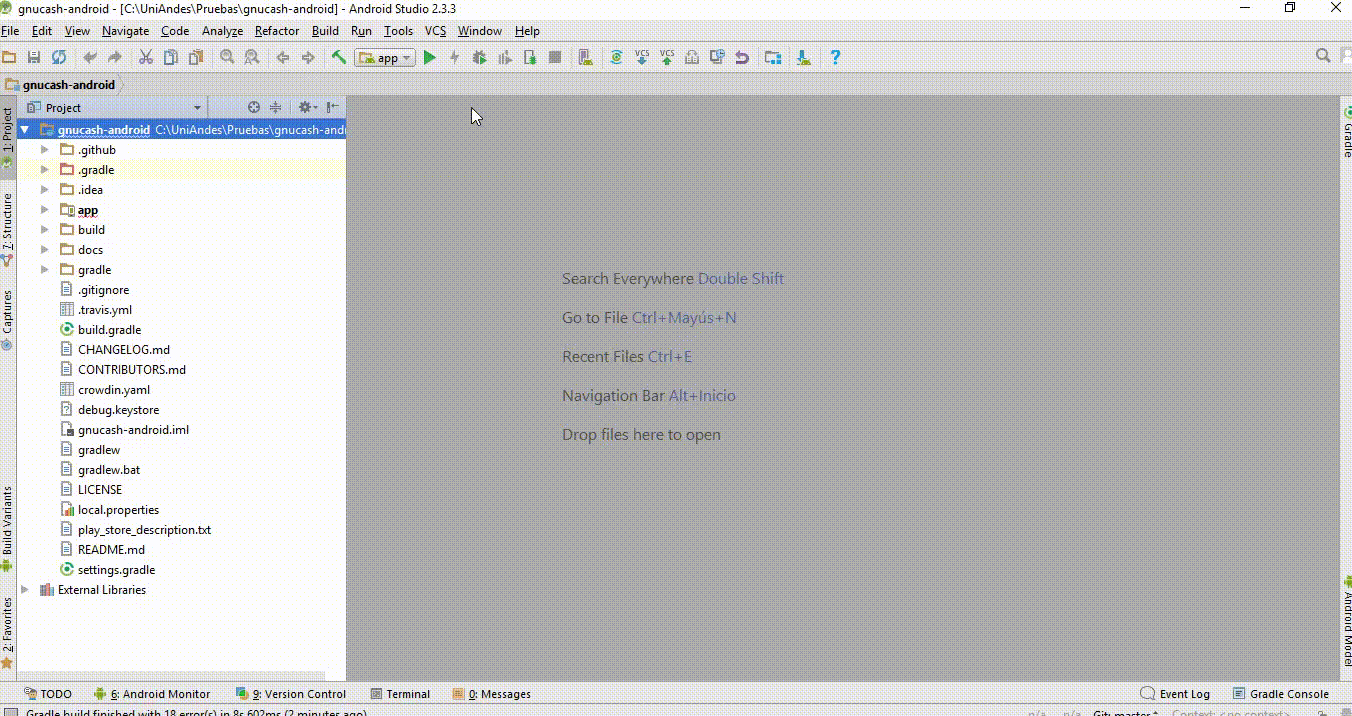 gnucash-android - [C:\UniAndes\Pruebas\gnucash-android] - Android Studio 2.3.3
File Edit View Navigate Code Analyze Refactor Build Run Tools VCS Window Help
app
VCS VCS
gnucash-android
1: Project
7: Structure
Captures
Build Variants
2: Favorites
Project
gnucash-android C:\UniAndes\Pruebas\gnucash-andr
.github
.gradle
.idea
app
build
docs
gradle
.gitignore
.travis.yml
build.gradle
CHANGELOG.md
CONTRIBUTORS.md
crowdin.yaml
debug.keystore
gnucash-android.iml
gradlew
gradlew.bat
LICENSE
local.properties
play_store_description.txt
README.md
settings.gradle
External Libraries
Search Everywhere Double Shift
Go to File Ctrl+Mayús+N
Recent Files Ctrl+E
Navigation Bar Alt+Inicio
Drop files here to open
Gradle
Android Model
TODO 6: Android Monitor 9: Version Control Terminal 0: Messages Event Log Gradle Console
Gradle build finished with 18 error(s) in 8s 602ms (2 minutes ago) n/a n/a Git: master Context: <no context>